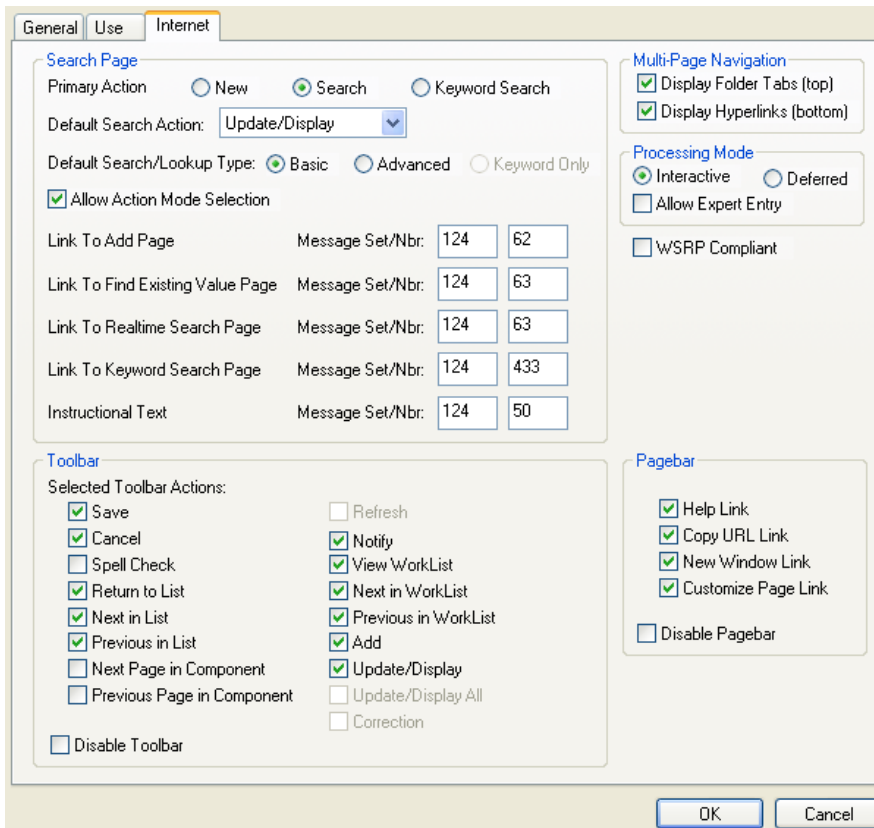 General Use Internet
Search Page
Primary Action New Search Keyword Search
Default Search Action: Update/Display
Default Search/Lookup Type: Basic Advanced Keyword Only
Allow Action Mode Selection
Link To Add Page Message Set/Nbr: 124 62
Link To Find Existing Value Page Message Set/Nbr: 124 63
Link To Realtime Search Page Message Set/Nbr: 124 63
Link To Keyword Search Page Message Set/Nbr: 124 433
Instructional Text Message Set/Nbr: 124 50
Multi-Page Navigation
Display Folder Tabs (top)
Display Hyperlinks (bottom)
Processing Mode
Interactive Deferred
Allow Expert Entry
WSRP Compliant
Toolbar
Selected Toolbar Actions:
Save Refresh
Cancel Notify
Spell Check View WorkList
Return to List Next in WorkList
Next in List Previous in WorkList
Previous in List Add
Next Page in Component Update/Display
Previous Page in Component Update/Display All
Correction
Disable Toolbar
Pagebar
Help Link
Copy URL Link
New Window Link
Customize Page Link
Disable Pagebar
OK Cancel